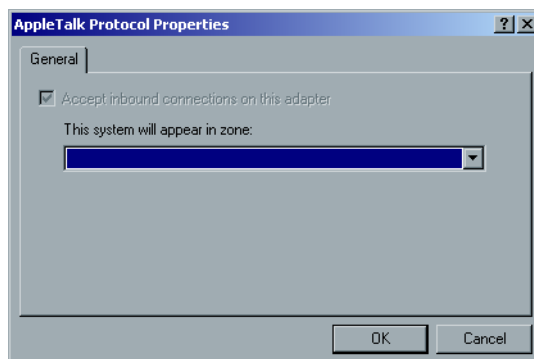 AppleTalk Protocol Properties
General
Accept inbound connections on this adapter
This system will appear in zone:
OK Cancel